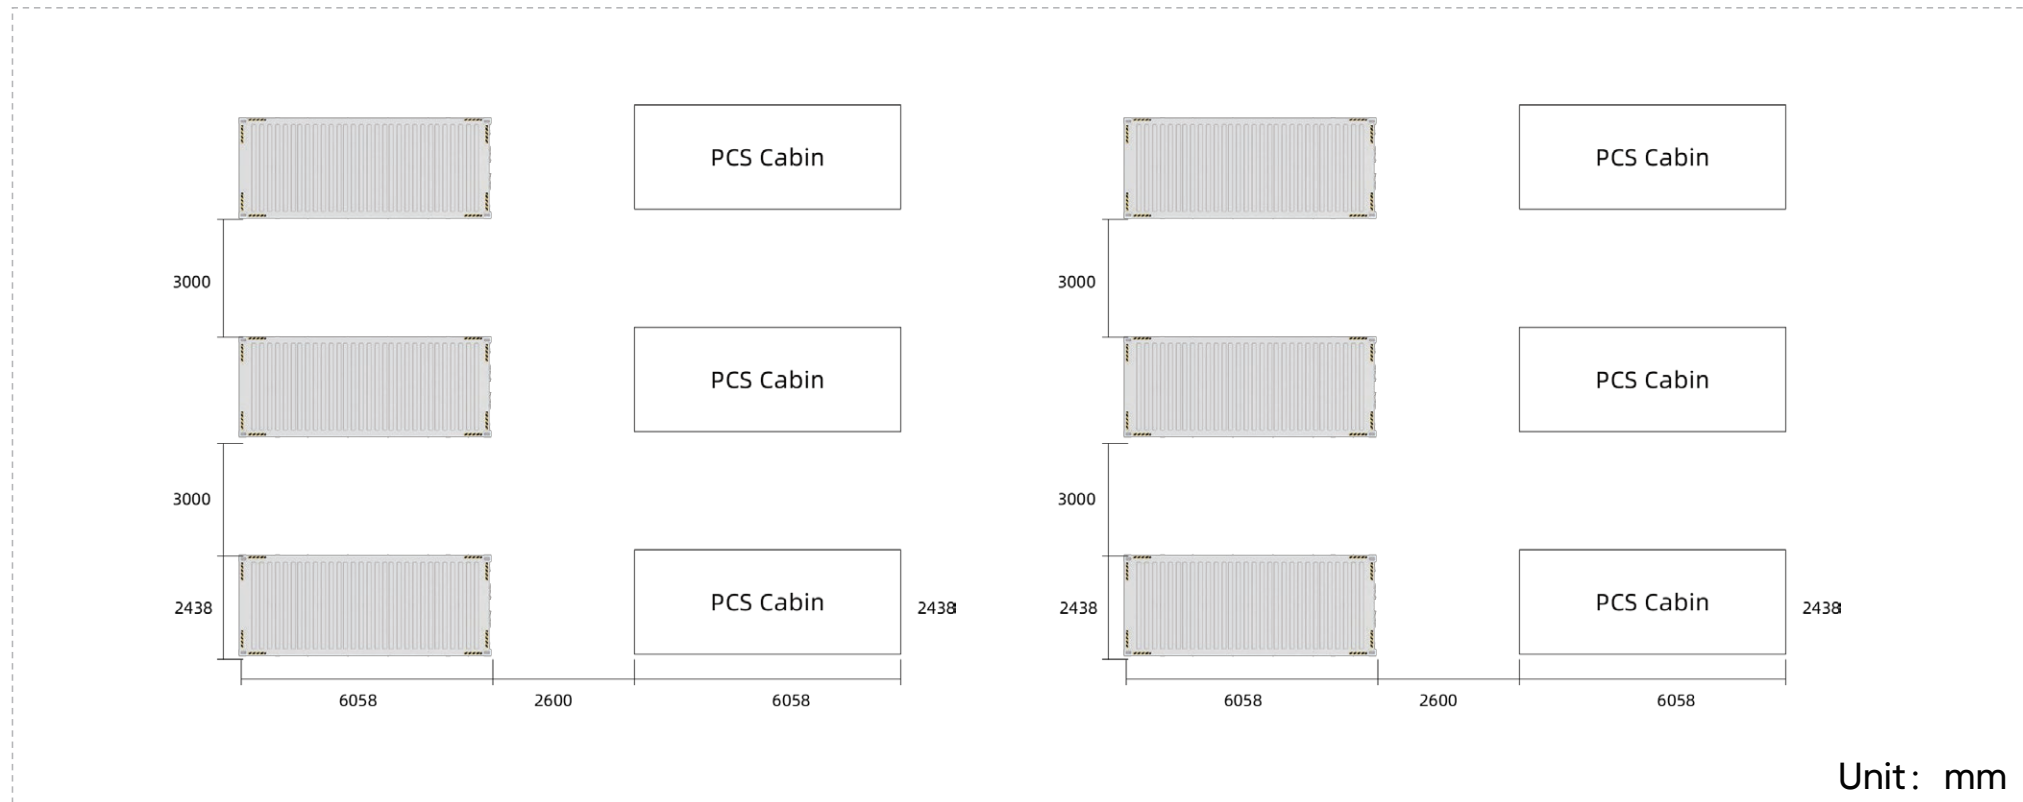 PCS Cabin PCS Cabin
3000 3000
PCS Cabin PCS Cabin
3000 3000
PCS Cabin PCS Cabin
2438 2438 2438 2438
6058 2600 6058 6058 2600 6058
Unit: mm